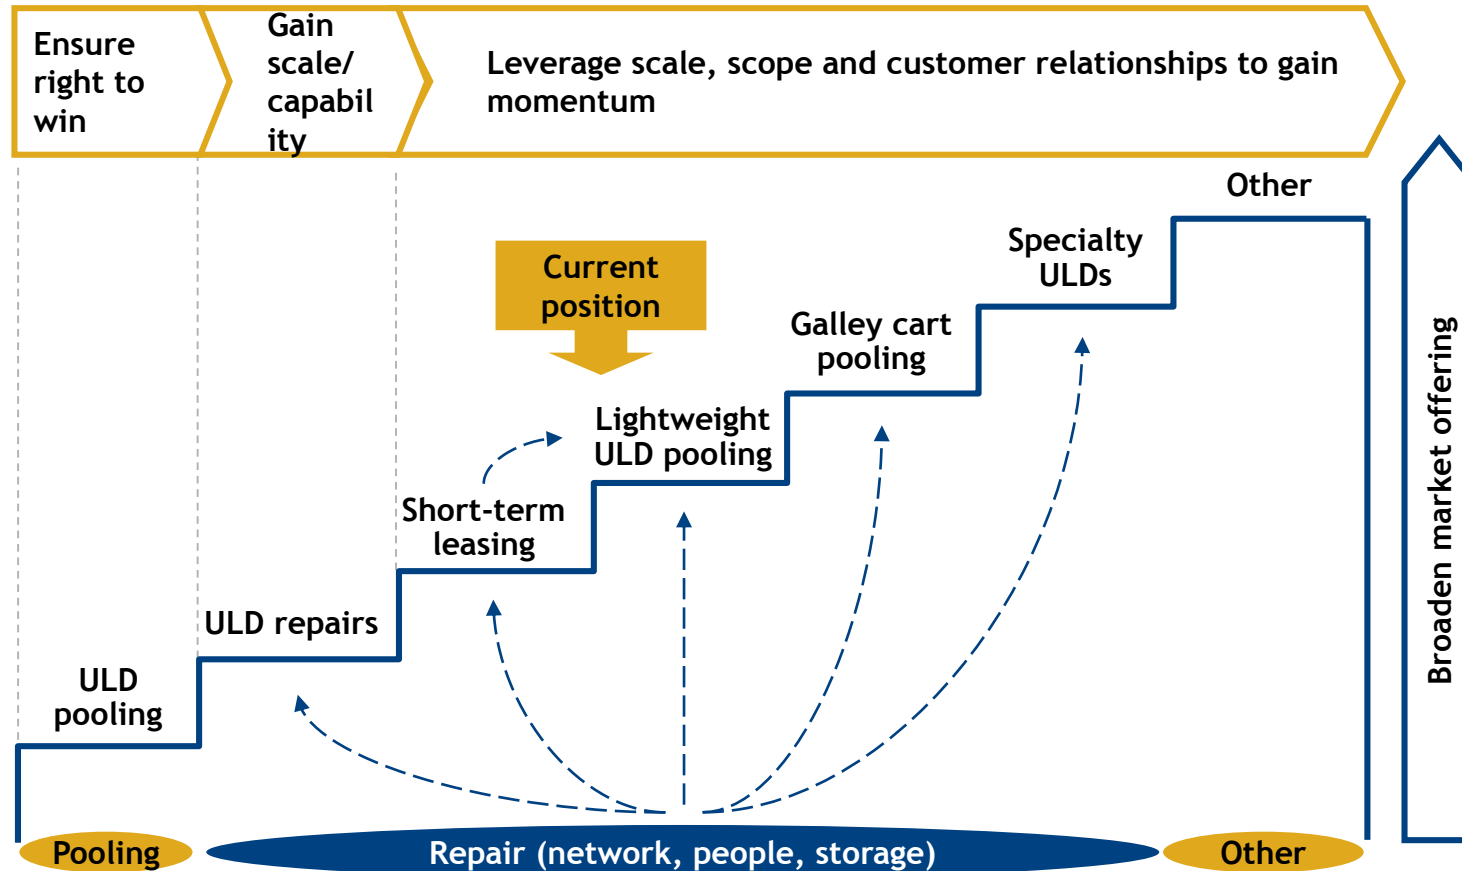 Ensure
right to
win
Gain
scale/
capabil
ity
Leverage scale, scope and customer relationships to gain
momentum
Other
Specialty
ULDs
Current
position
Galley cart
pooling
Lightweight
ULD pooling
Short-term
leasing
ULD repairs
ULD
pooling
Broaden market offering
Pooling
Repair (network, people, storage)
Other